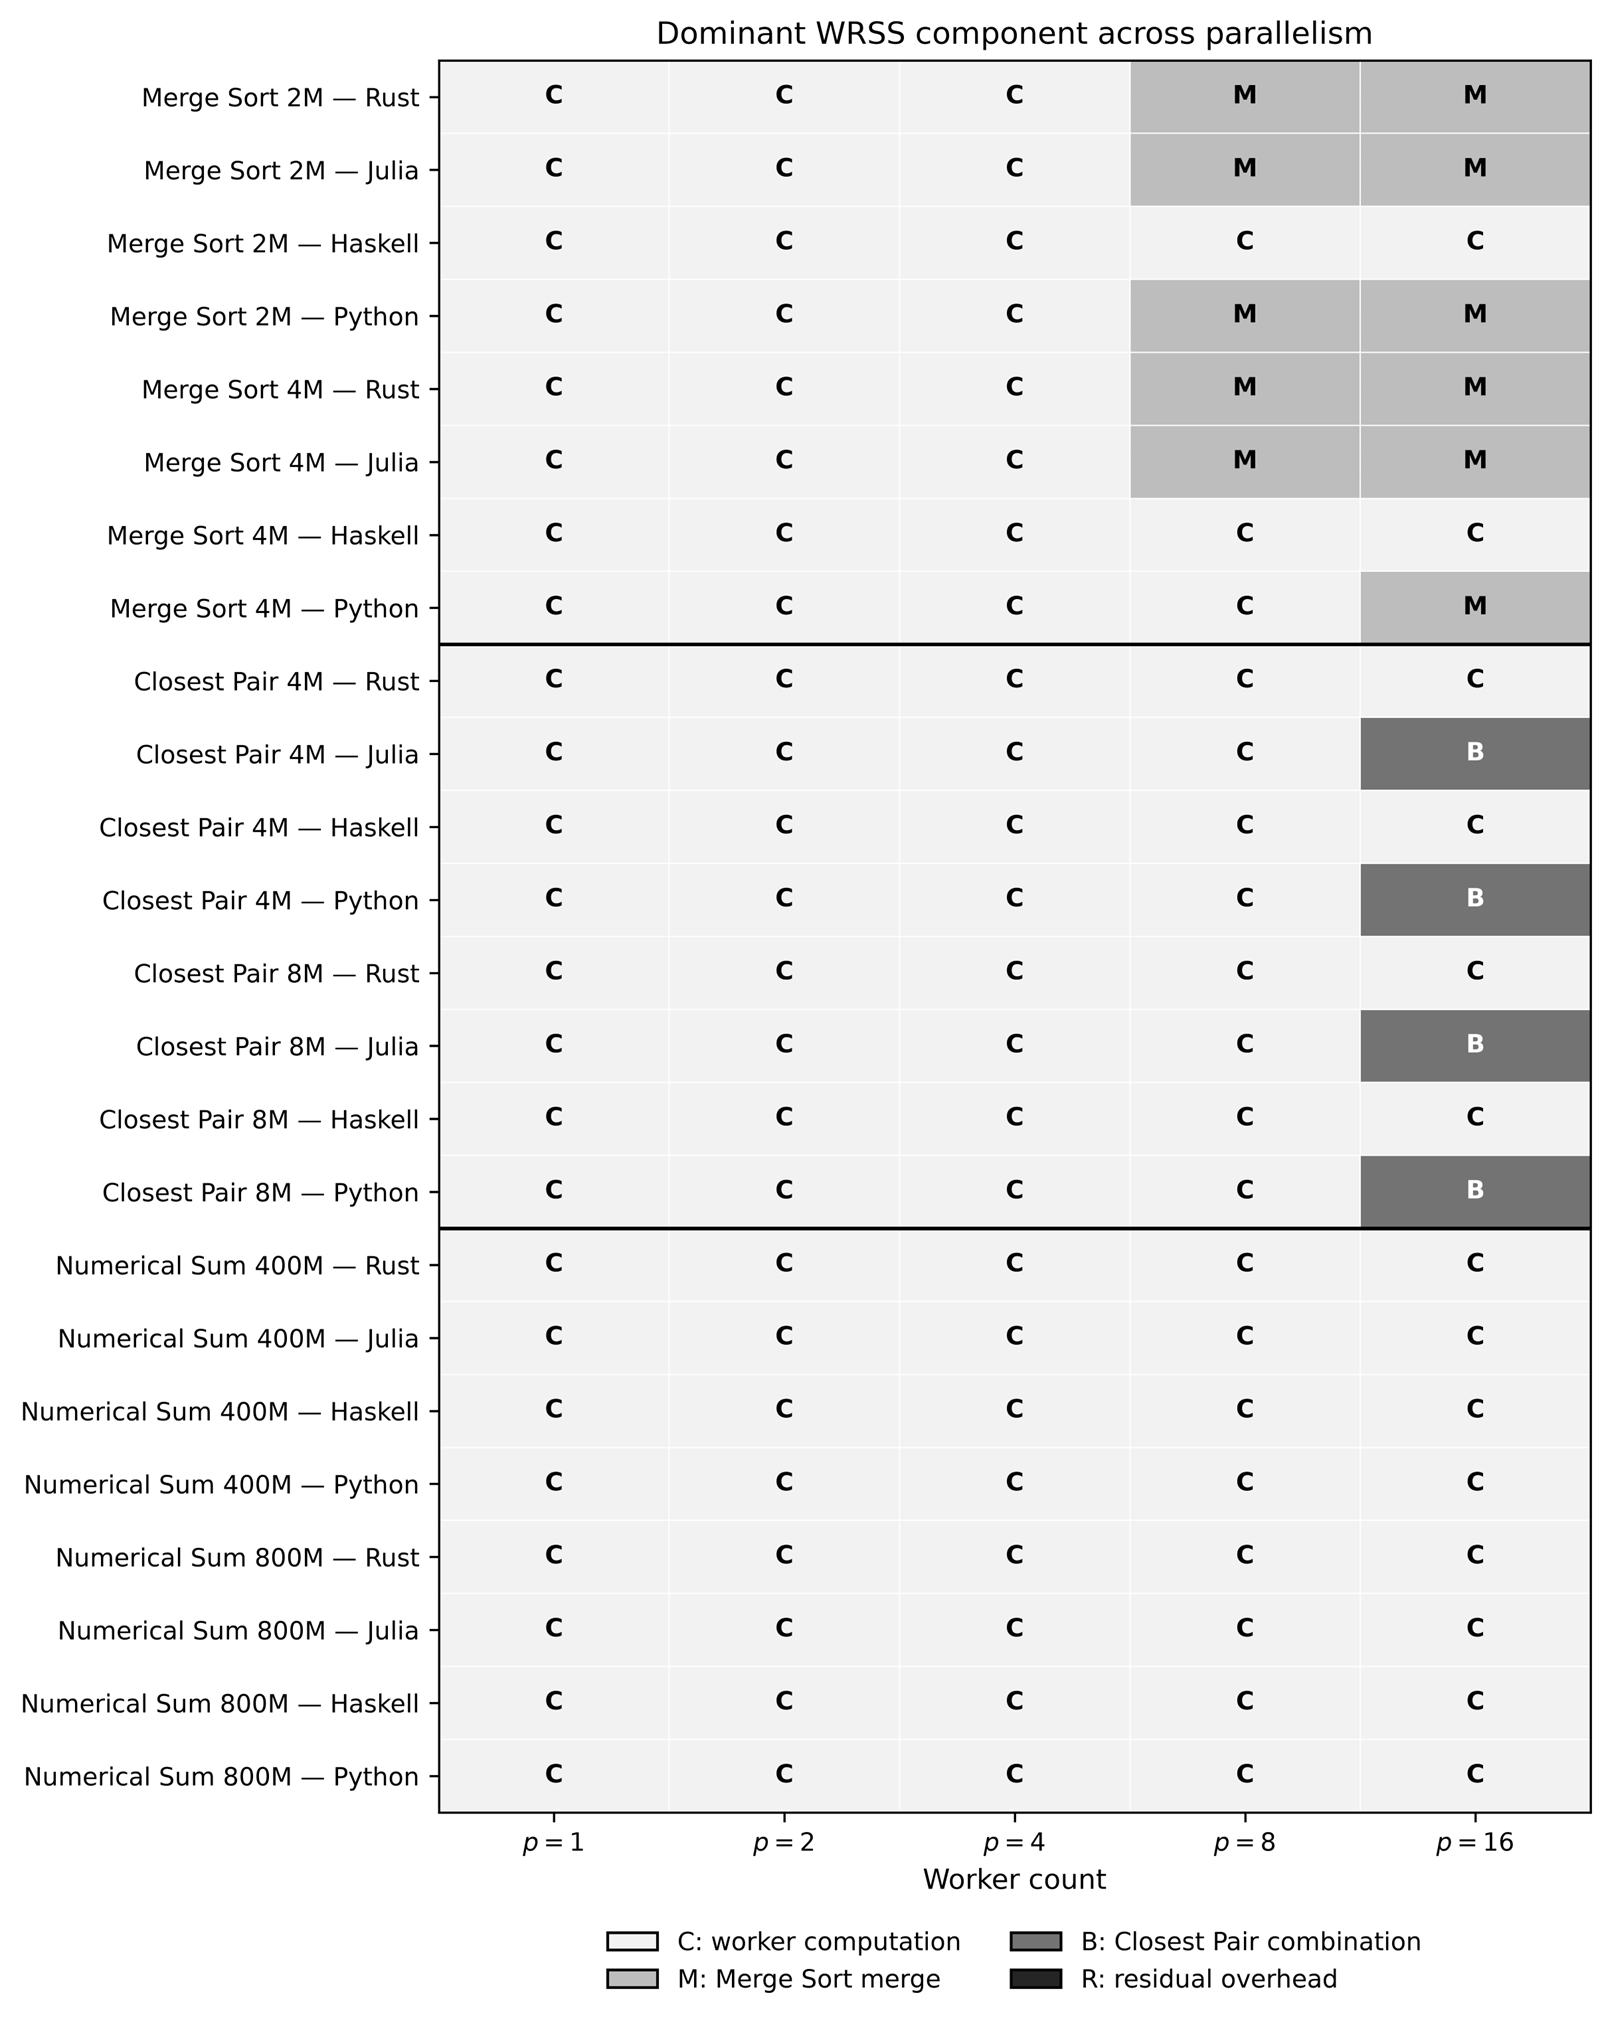 Dominant WRSS component across parallelism
Merge Sort 2M — Rust C C C M M
Merge Sort 2M — Julia C C C M M
Merge Sort 2M — Haskell C C C C C
Merge Sort 2M — Python C C C M M
Merge Sort 4M — Rust C C C M M
Merge Sort 4M — Julia C C C M M
Merge Sort 4M — Haskell C C C C C
Merge Sort 4M — Python C C C C M
Closest Pair 4M — Rust C C C C C
Closest Pair 4M — Julia C C C C B
Closest Pair 4M — Haskell C C C C C
Closest Pair 4M — Python C C C C B
Closest Pair 8M — Rust C C C C C
Closest Pair 8M — Julia C C C C B
Closest Pair 8M — Haskell C C C C C
Closest Pair 8M — Python C C C C B
Numerical Sum 400M — Rust C C C C C
Numerical Sum 400M — Julia C C C C C
Numerical Sum 400M — Haskell C C C C C
Numerical Sum 400M — Python C C C C C
Numerical Sum 800M — Rust C C C C C
Numerical Sum 800M — Julia C C C C C
Numerical Sum 800M — Haskell C C C C C
Numerical Sum 800M — Python C C C C C
p = 1 p = 2 p = 4 p = 8 p = 16
Worker count
C: worker computation B: Closest Pair combination
M: Merge Sort merge R: residual overhead